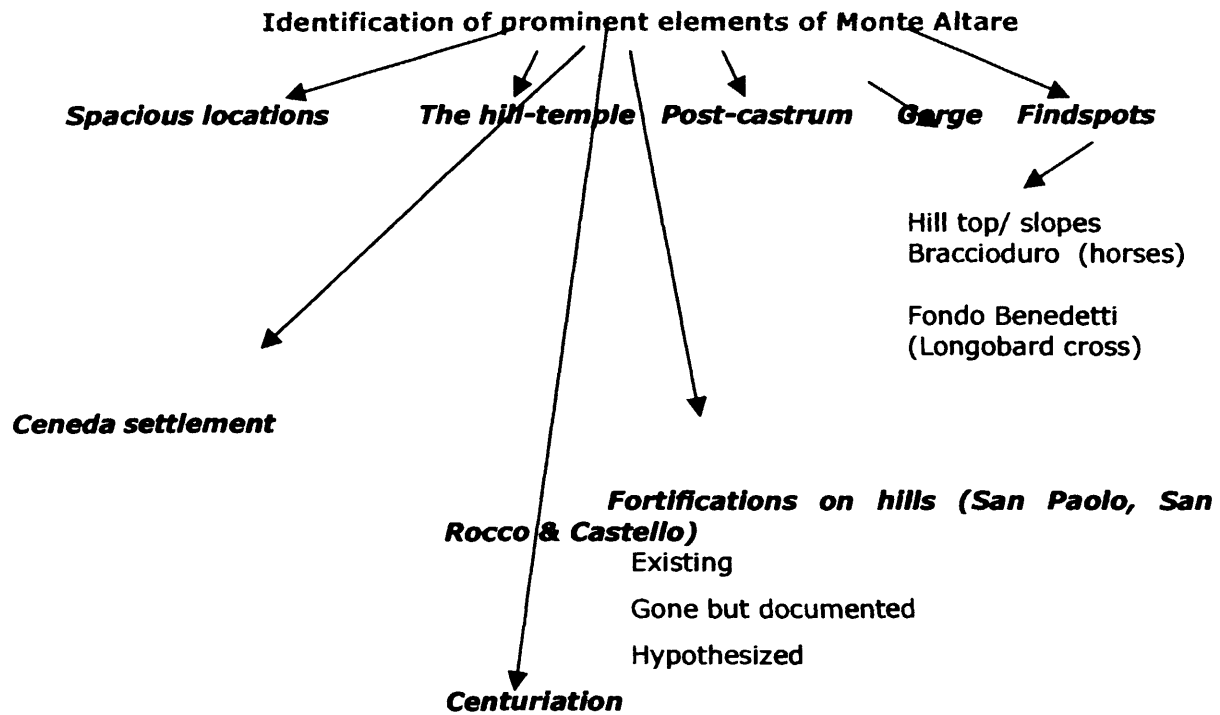 Identification of prominent elements of Monte Altare
Spacious locations The hill-temple Post-castrum Gorge Findspots
Hill top/ slopes
Braccioduro (horses)
Fondo Benedetti
(Longobard cross)
Ceneda settlement
Fortifications on hills (San Paolo, San
Rocco & Castello)
Existing
Gone but documented
Hypothesized
Centuriation